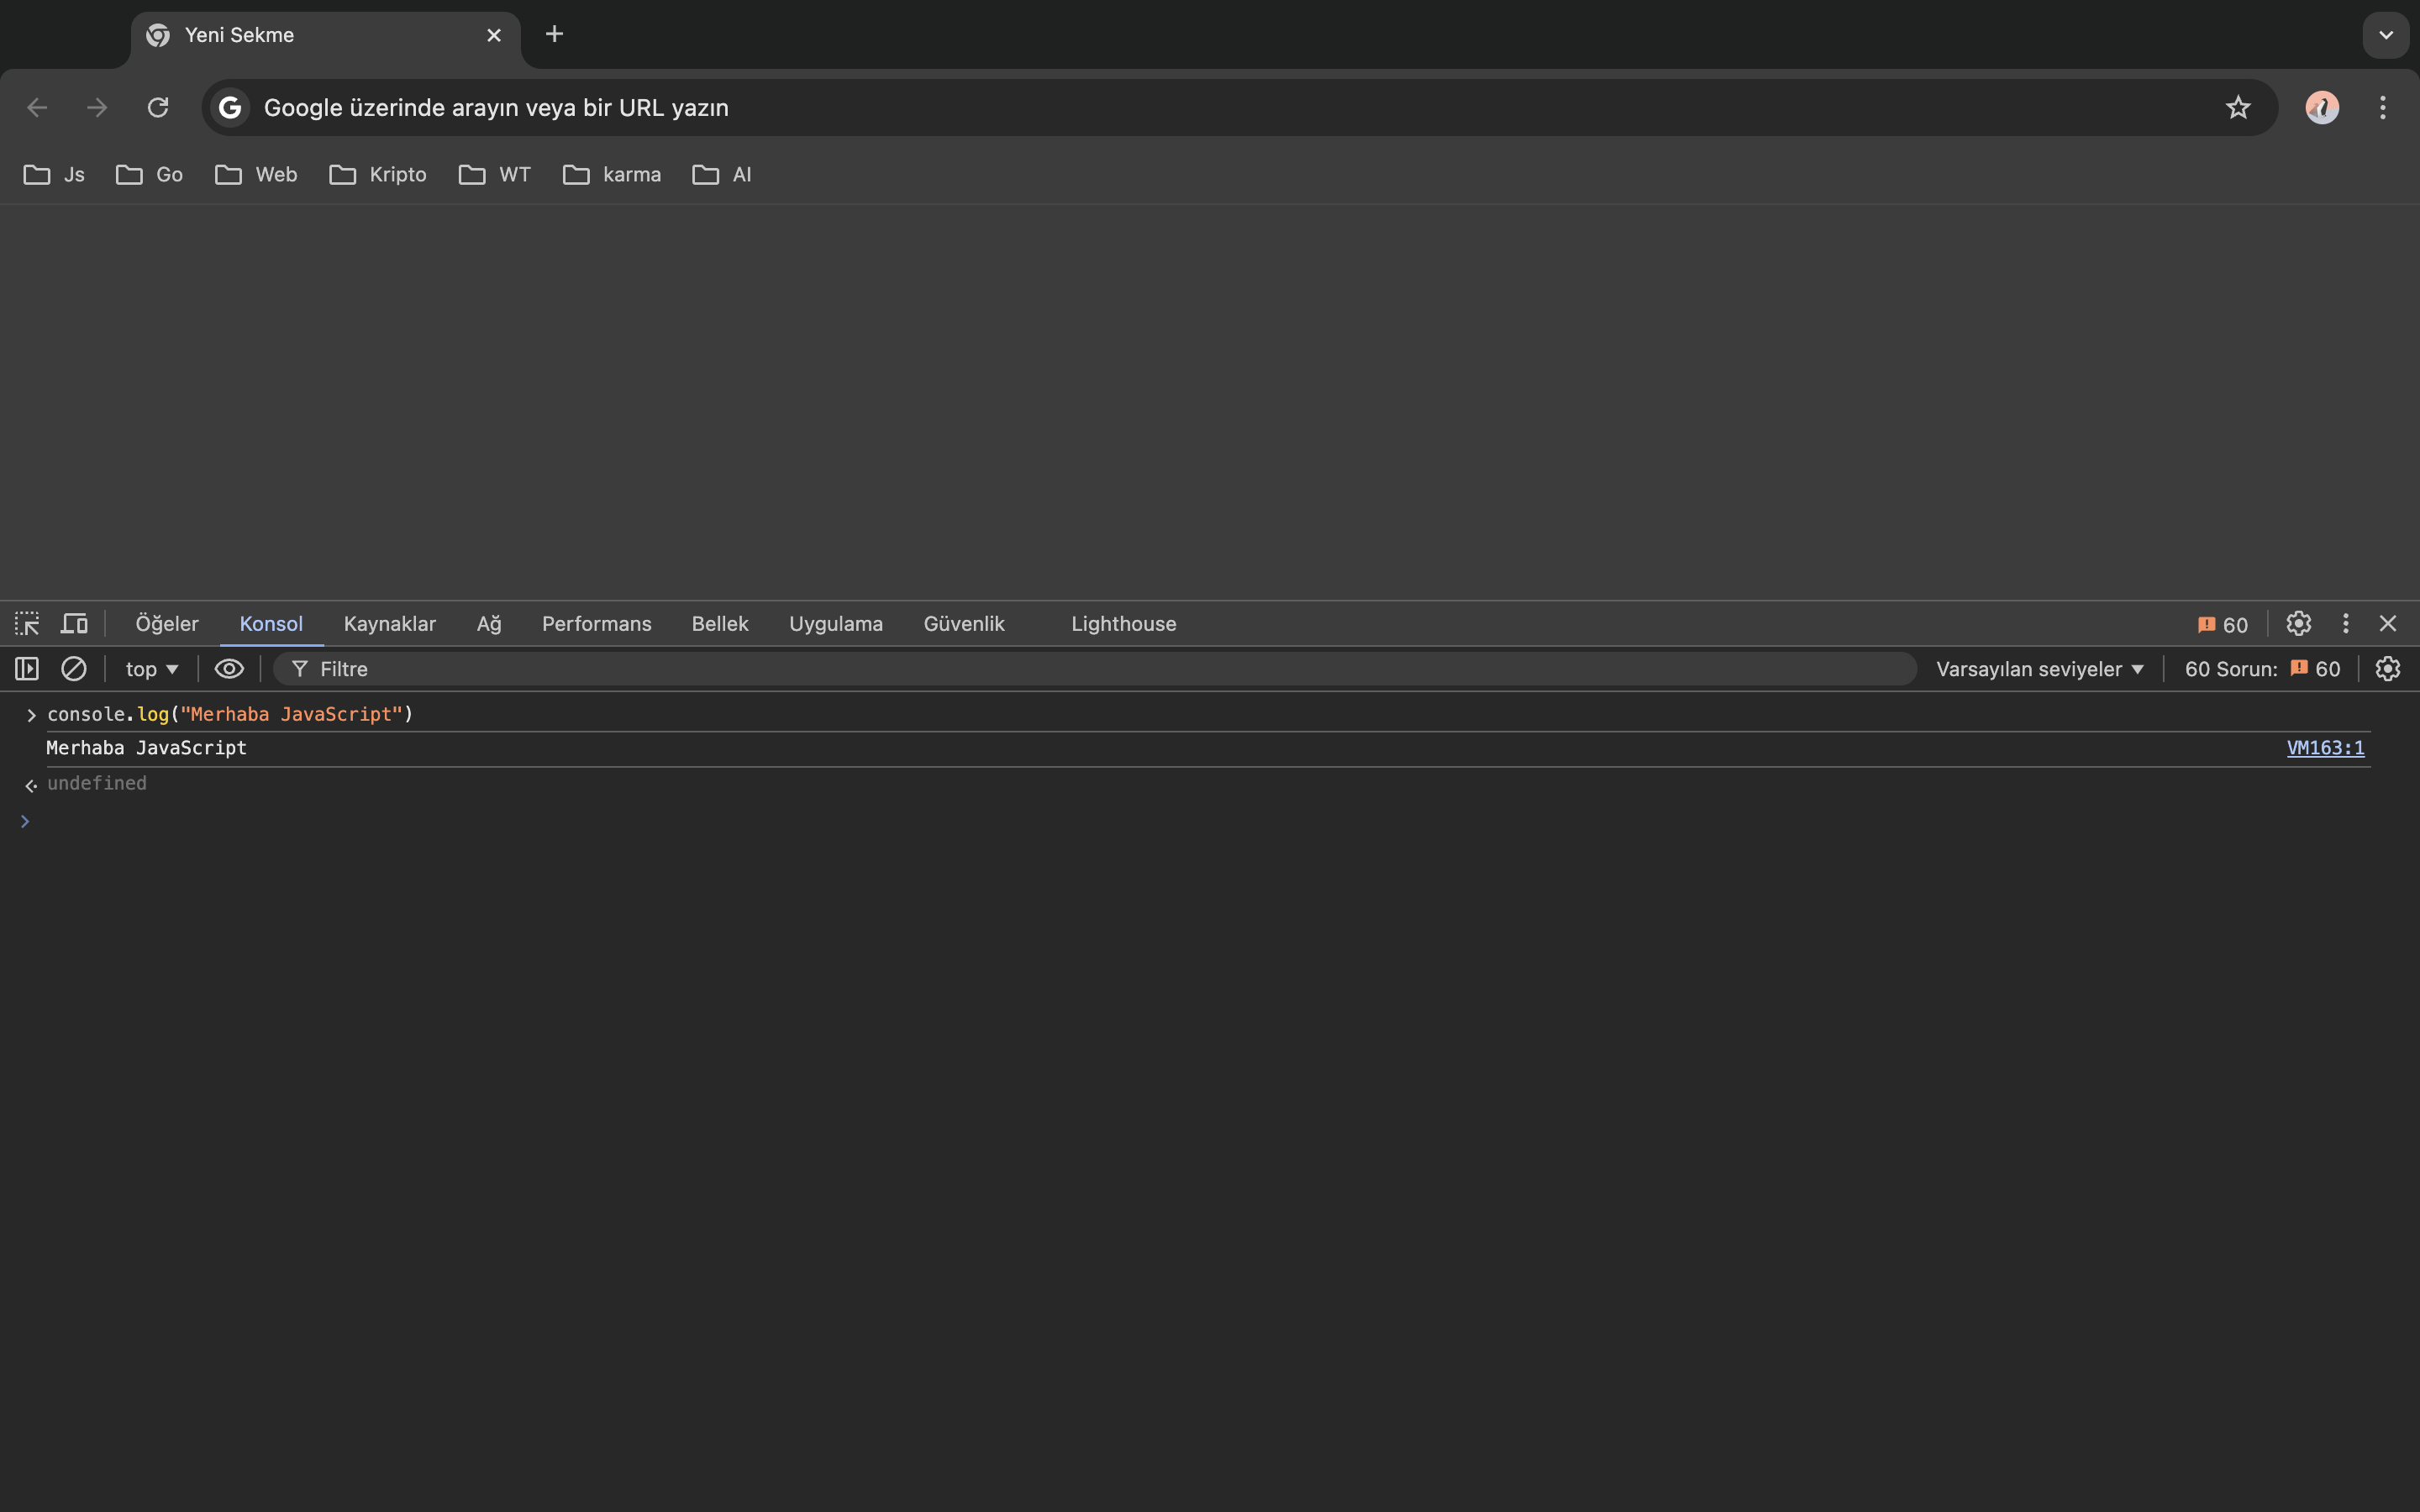 Yeni Sekme
Google üzerinde arayın veya bir URL yazın
Js Go Web Kripto WT karma AI
Öğeler Konsol Kaynaklar Ağ Performans Bellek Uygulama Güvenlik Lighthouse 60
top Filtre Varsayılan seviyeler 60 Sorun: 60
console.log("Merhaba JavaScript")
Merhaba JavaScript VM163:1
undefined